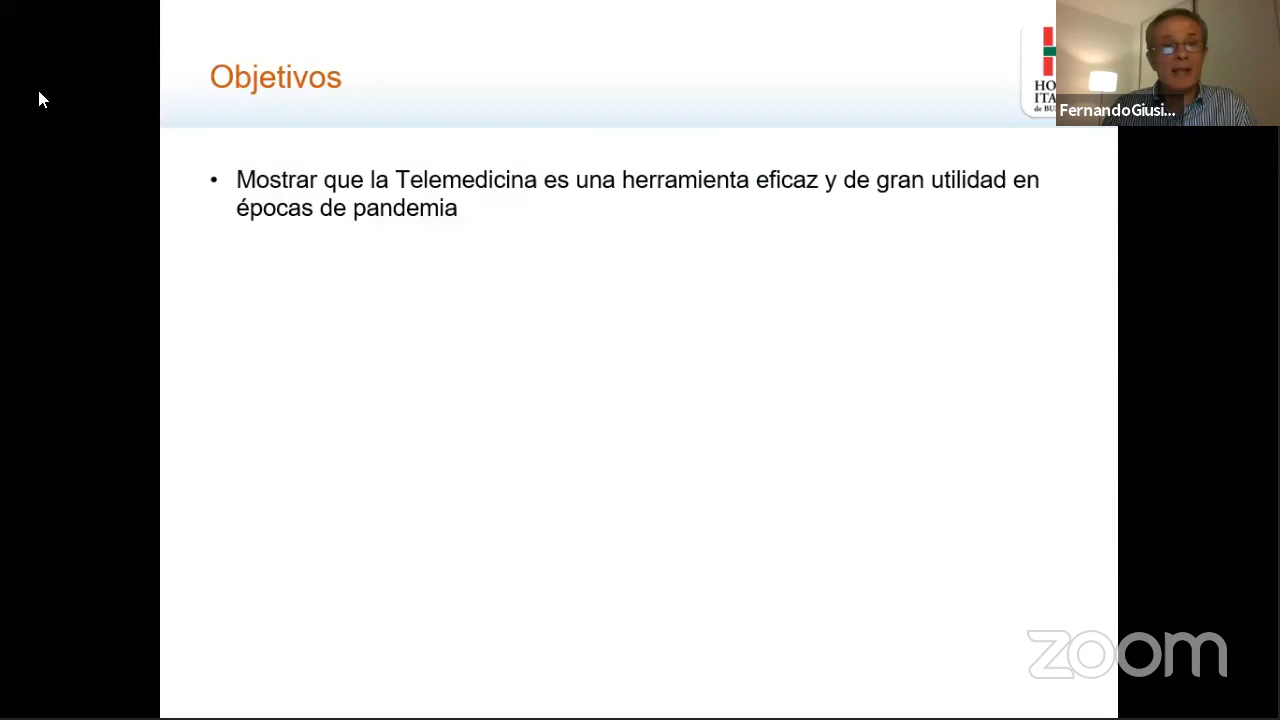 Objetivos
HO
ITA
de BU
FernandoGiusi...
• Mostrar que la Telemedicina es una herramienta eficaz y de gran utilidad en
épocas de pandemia
zoom